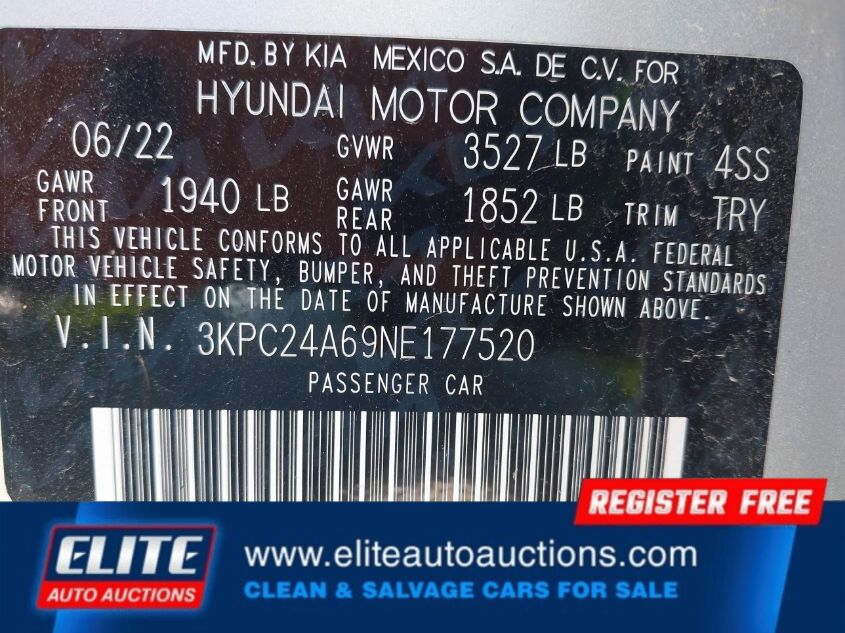 MFD. BY KIA MEXICO S.A. DE C.V. FOR
HYUNDAI MOTOR COMPANY
06/22 GVWR 3527 LB PAINT 4SS
GAWR FRONT 1940 LB GAWR REAR 1852 LB TRIM TRY
THIS VEHICLE CONFORMS TO ALL APPLICABLE U.S.A. FEDERAL
MOTOR VEHICLE SAFETY, BUMPER, AND THEFT PREVENTION STANDARDS
IN EFFECT ON THE DATE OF MANUFACTURE SHOWN ABOVE.
V.I.N. 3KPC24A69NE177520
PASSENGER CAR
REGISTER FREE
ELITE
AUTO AUCTIONS
www.eliteautoauctions.com
CLEAN & SALVAGE CARS FOR SALE